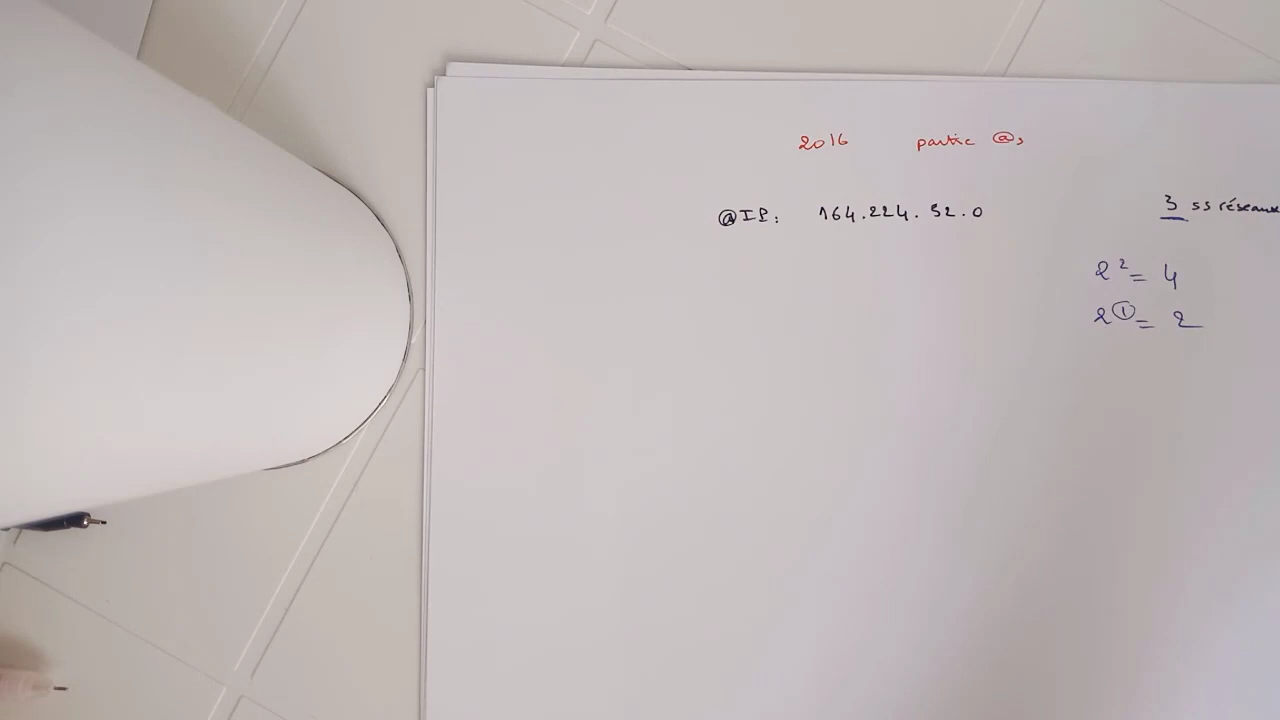 2016 partie @s
@IP: 164.224.32.0 3 ss réseaux
2² = 4
2① = 2